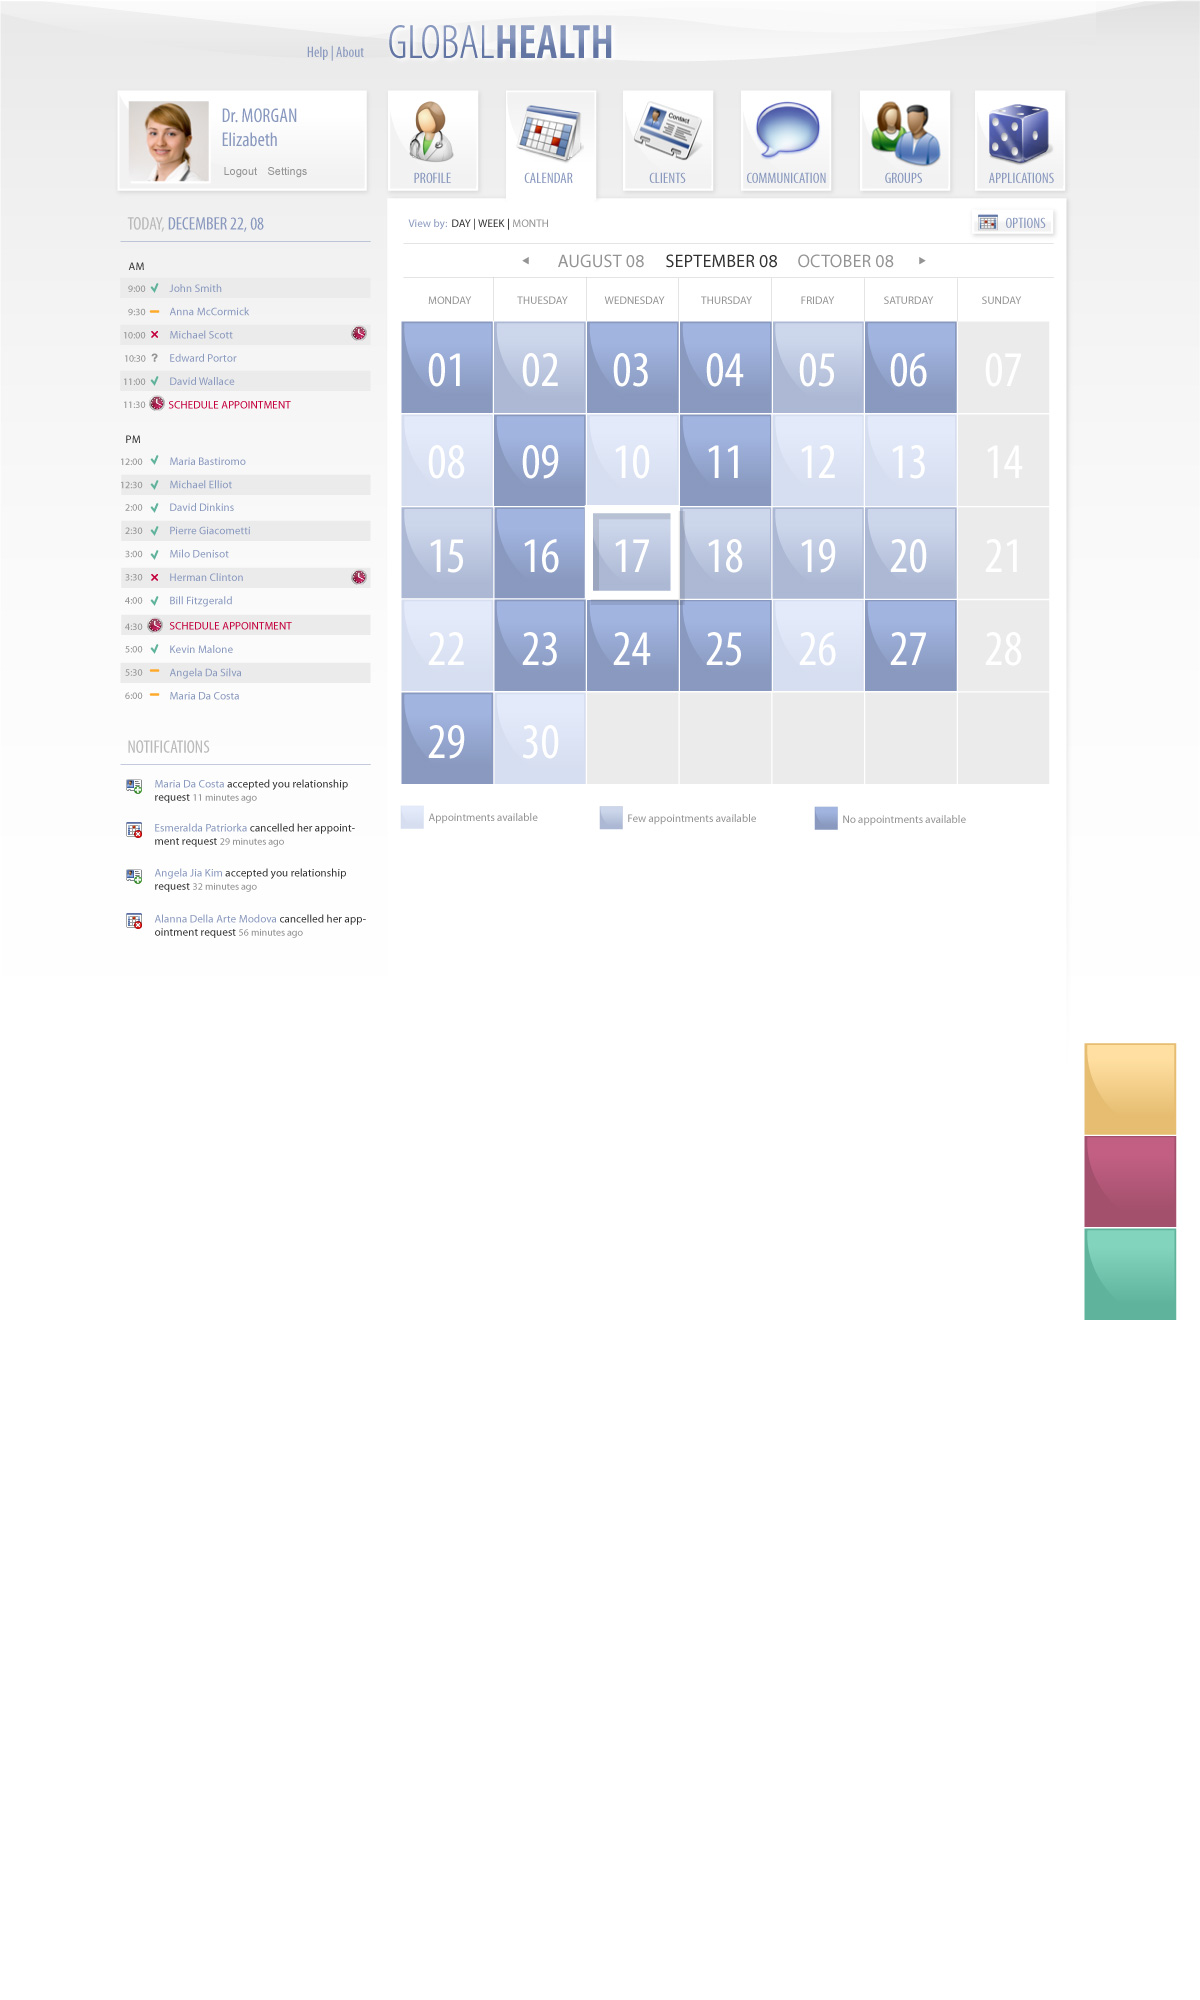 Help | About
GLOBALHEALTH
Dr. MORGAN
Elizabeth
Logout Settings
PROFILE
CALENDAR
Contact
CLIENTS
COMMUNICATION
GROUPS
APPLICATIONS
TODAY, DECEMBER 22, 08
AM
9:00 John Smith
9:30 Anna McCormick
10:00 Michael Scott
10:30 ? Edward Portor
11:00 David Wallace
11:30 SCHEDULE APPOINTMENT
PM
12:00 Maria Bastiromo
12:30 Michael Elliot
2:00 David Dinkins
2:30 Pierre Giacometti
3:00 Milo Denisot
3:30 Herman Clinton
4:00 Bill Fitzgerald
4:30 SCHEDULE APPOINTMENT
5:00 Kevin Malone
5:30 Angela Da Silva
6:00 Maria Da Costa
NOTIFICATIONS
Maria Da Costa accepted you relationship
request 11 minutes ago
Esmeralda Patriorka cancelled her appoint-
ment request 29 minutes ago
Angela Jia Kim accepted you relationship
request 32 minutes ago
Alanna Della Arte Modova cancelled her app-
ointment request 56 minutes ago
View by: DAY | WEEK | MONTH
OPTIONS
AUGUST 08 SEPTEMBER 08 OCTOBER 08
MONDAY THUESDAY WEDNESDAY THURSDAY FRIDAY SATURDAY SUNDAY
01 02 03 04 05 06 07
08 09 10 11 12 13 14
15 16 17 18 19 20 21
22 23 24 25 26 27 28
29 30
Appointments available
Few appointments available
No appointments available